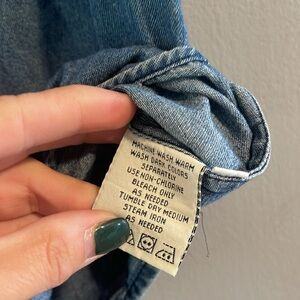 MACHINE WASH WARM
WASH DARK COLORS
SEPARATELY
USE NON-CHLORINE
BLEACH ONLY
AS NEEDED
TUMBLE DRY MEDIUM
STEAM IRON
AS NEEDED